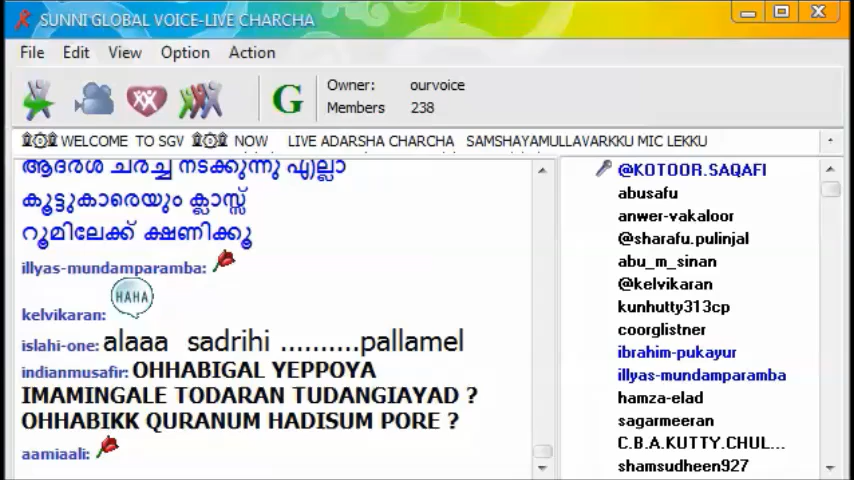 SUNNI GLOBAL VOICE-LIVE CHARCHA
File Edit View Option Action
G
Owner: ourvoice
Members 238
WELCOME TO SGV NOW LIVE ADARSHA CHARCHA SAMSHAYAMULLAVARKKU MIC LEKKU
ആദർശ ചർച്ച നടക്കുന്നു എല്ലാ
കൂട്ടുകാരെയും ക്ലാസ്സ്
റൂമിലേക്ക് ക്ഷണിക്കൂ
illyas-mundamparamba:
HAHA
kelvikaran:
islahi-one: alaaa sadrihi ..........pallamel
indianmusafir: OHHABIGAL YEPPOYA
IMAMINGALE TODARAN TUDANGIAYAD ?
OHHABIKK QURANUM HADISUM PORE ?
aamiaali:
@KOTOOR.SAQAFI
abusafu
anwer-vakaloor
@sharafu.pulinjal
abu_m_sinan
@kelvikaran
kunhutty313cp
coorglistner
ibrahim-pukayur
illyas-mundamparamba
hamza-elad
sagarmeeran
C.B.A.KUTTY.CHUL...
shamsudheen927